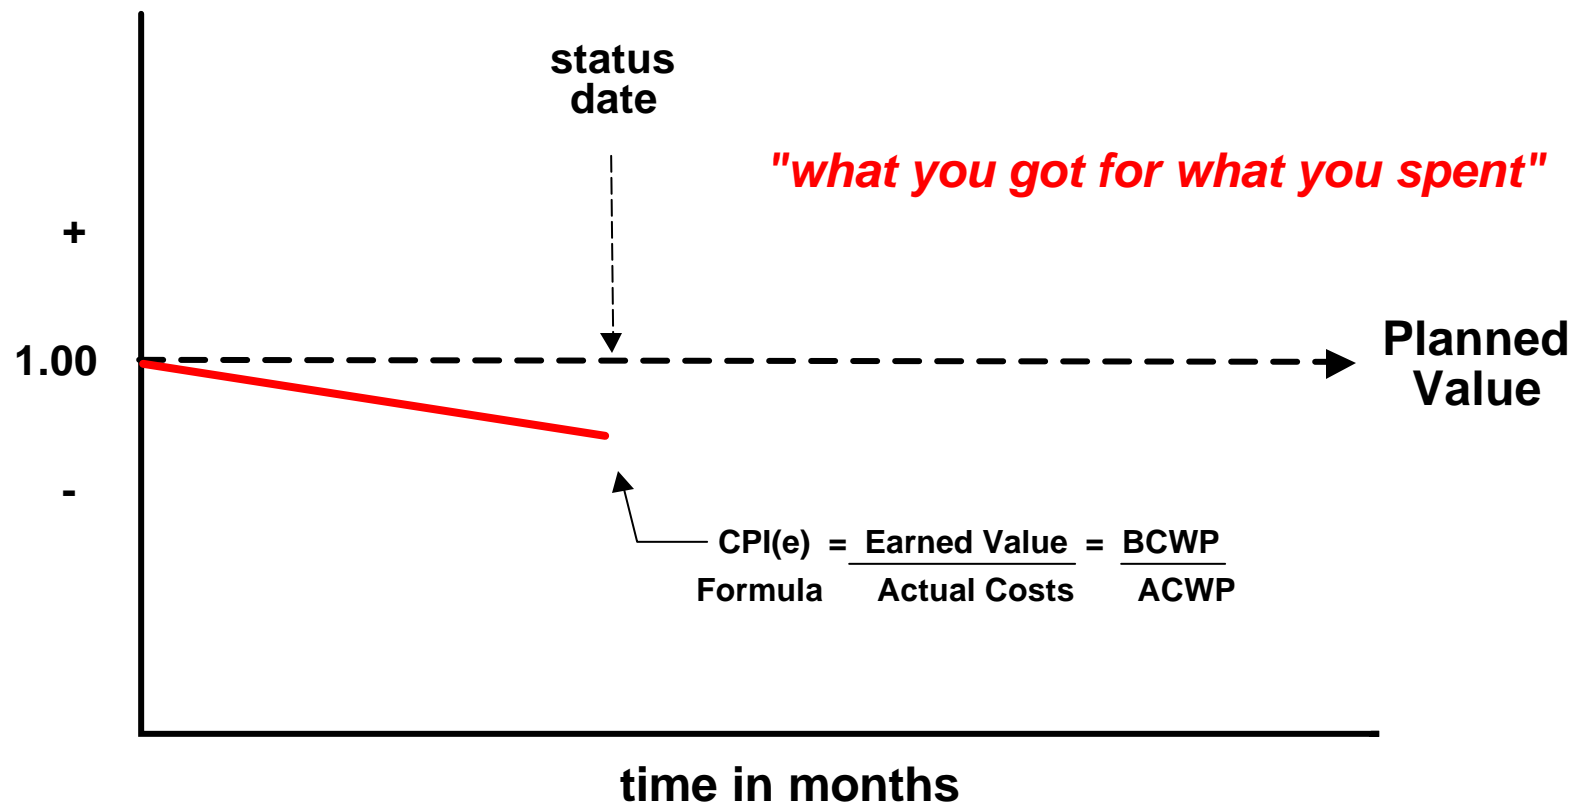 status
date
"what you got for what you spent"
+
1.00
Planned
Value
-
CPI(e) = Earned Value = BCWP
Formula Actual Costs ACWP
time in months